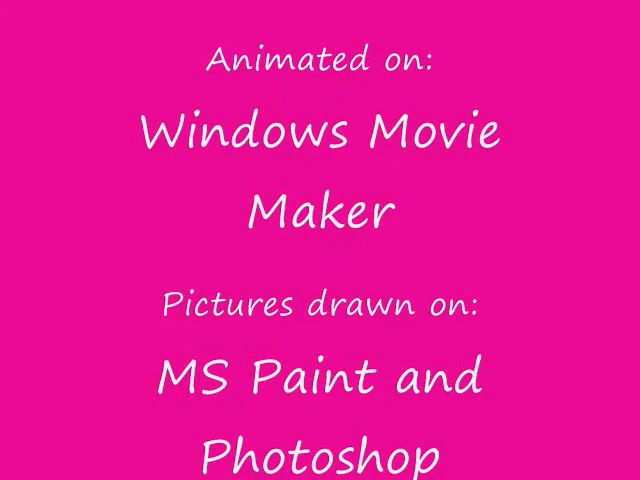 Animated on:
Windows Movie
Maker
Pictures drawn on:
MS Paint and
Photoshop